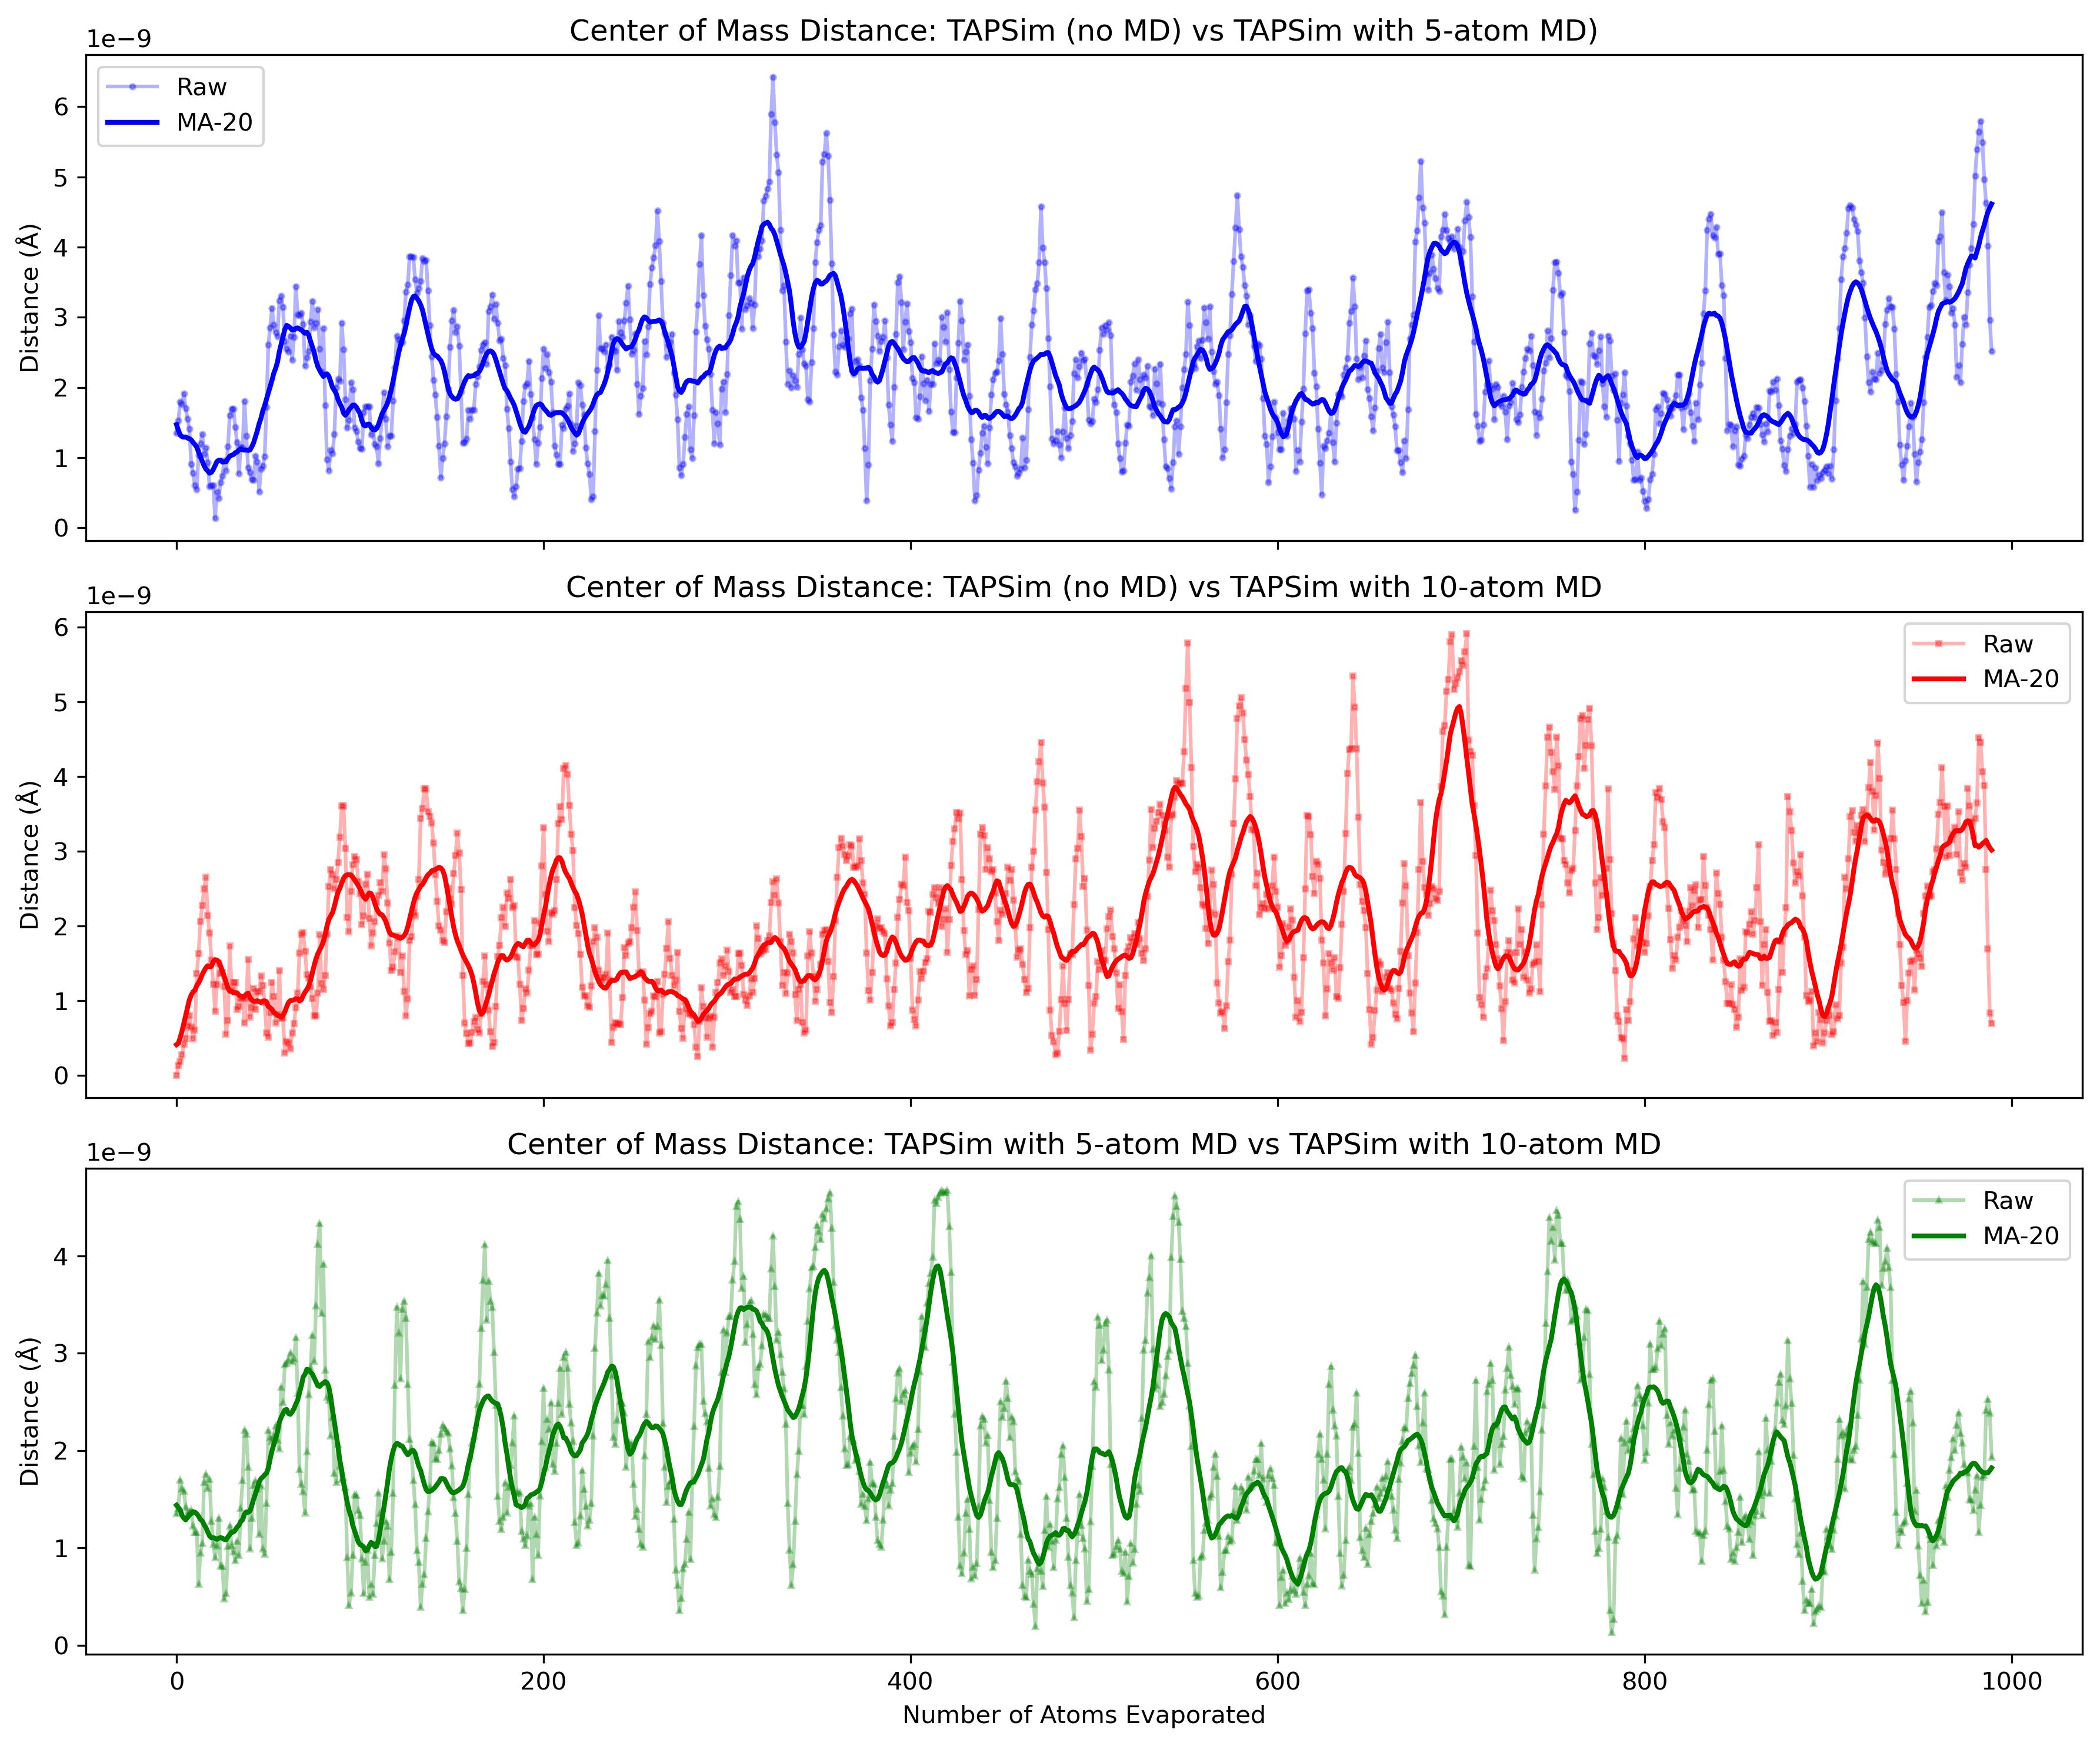 Center of Mass Distance: TAPSim (no MD) vs TAPSim with 5-atom MD)
1e−9
Raw
MA-20
Distance (Å)
6
5
4
3
2
1
0
Center of Mass Distance: TAPSim (no MD) vs TAPSim with 10-atom MD
1e−9
Raw
MA-20
Distance (Å)
6
5
4
3
2
1
0
Center of Mass Distance: TAPSim with 5-atom MD vs TAPSim with 10-atom MD
1e−9
Raw
MA-20
Distance (Å)
4
3
2
1
0
0 200 400 600 800 1000
Number of Atoms Evaporated